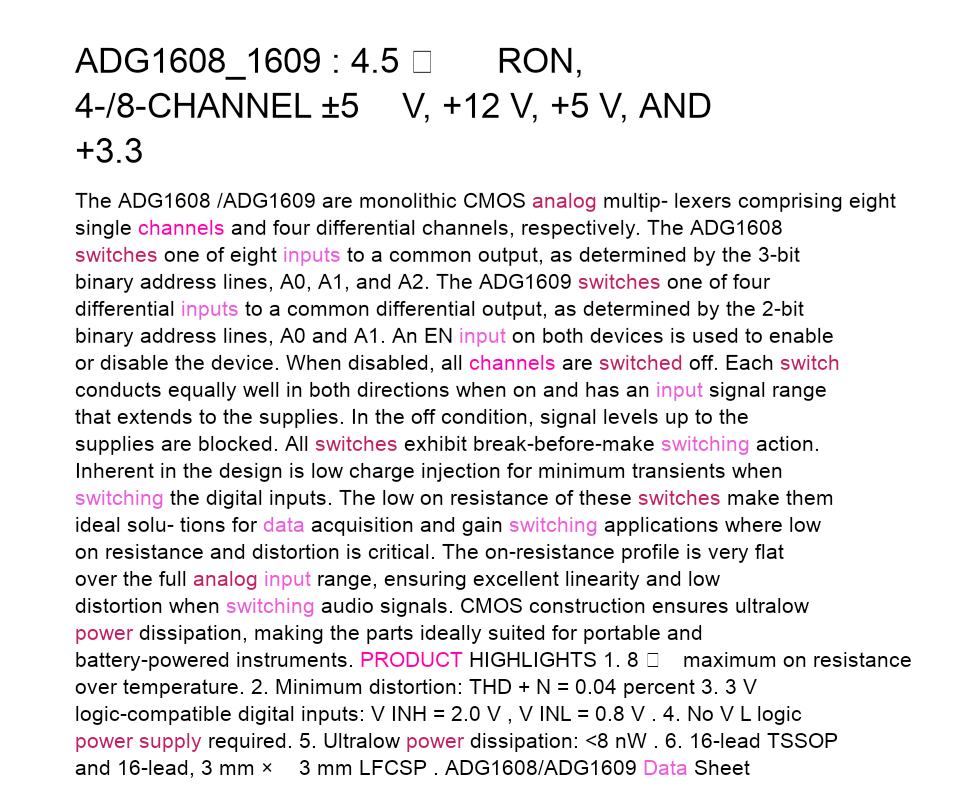 ADG1608_1609 : 4.5 □ RON,
4-/8-CHANNEL ±5 V, +12 V, +5 V, AND
+3.3
The ADG1608 /ADG1609 are monolithic CMOS analog multip- lexers comprising eight
single channels and four differential channels, respectively. The ADG1608
switches one of eight inputs to a common output, as determined by the 3-bit
binary address lines, A0, A1, and A2. The ADG1609 switches one of four
differential inputs to a common differential output, as determined by the 2-bit
binary address lines, A0 and A1. An EN input on both devices is used to enable
or disable the device. When disabled, all channels are switched off. Each switch
conducts equally well in both directions when on and has an input signal range
that extends to the supplies. In the off condition, signal levels up to the
supplies are blocked. All switches exhibit break-before-make switching action.
Inherent in the design is low charge injection for minimum transients when
switching the digital inputs. The low on resistance of these switches make them
ideal solu- tions for data acquisition and gain switching applications where low
on resistance and distortion is critical. The on-resistance profile is very flat
over the full analog input range, ensuring excellent linearity and low
distortion when switching audio signals. CMOS construction ensures ultralow
power dissipation, making the parts ideally suited for portable and
battery-powered instruments. PRODUCT HIGHLIGHTS 1. 8 □ maximum on resistance
over temperature. 2. Minimum distortion: THD + N = 0.04 percent 3. 3 V
logic-compatible digital inputs: V INH = 2.0 V , V INL = 0.8 V . 4. No V L logic
power supply required. 5. Ultralow power dissipation: <8 nW . 6. 16-lead TSSOP
and 16-lead, 3 mm × 3 mm LFCSP . ADG1608/ADG1609 Data Sheet